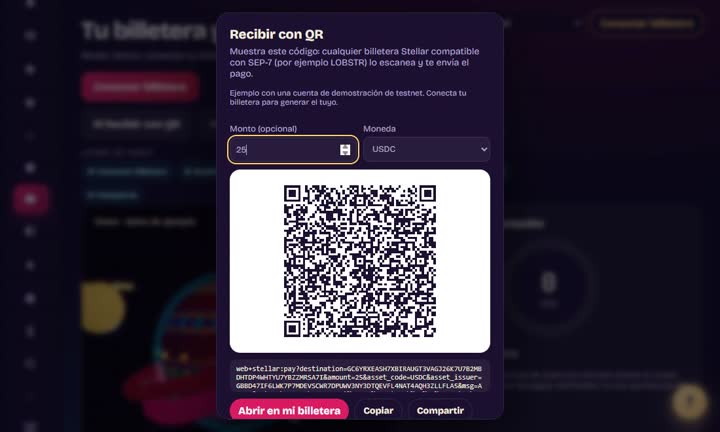 Tu billetera y
Recibir con QR
Muestra este código: cualquier billetera Stellar compatible
con SEP-7 (por ejemplo LOBSTR) lo escanea y te envía el
pago.
Ejemplo con una cuenta de demostración de testnet. Conecta tu
billetera para generar el tuyo.
Monto (opcional)
Moneda
25
USDC
web+stellar:pay?destination=GC6YRXEASH7XBIRAUGT3VAGJ26K7U7B2MB
DHTDP4WHTYU7YBZZMRSA7I&amount=25&asset_code=USDC&asset_issuer=
GBBD47IF6LWK7P7MDEVSCWR7DPUWV3NY3DTQEVFL4NAT4AQH3ZLLFLA5&msg=A
Abrir en mi billetera
Copiar
Compartir